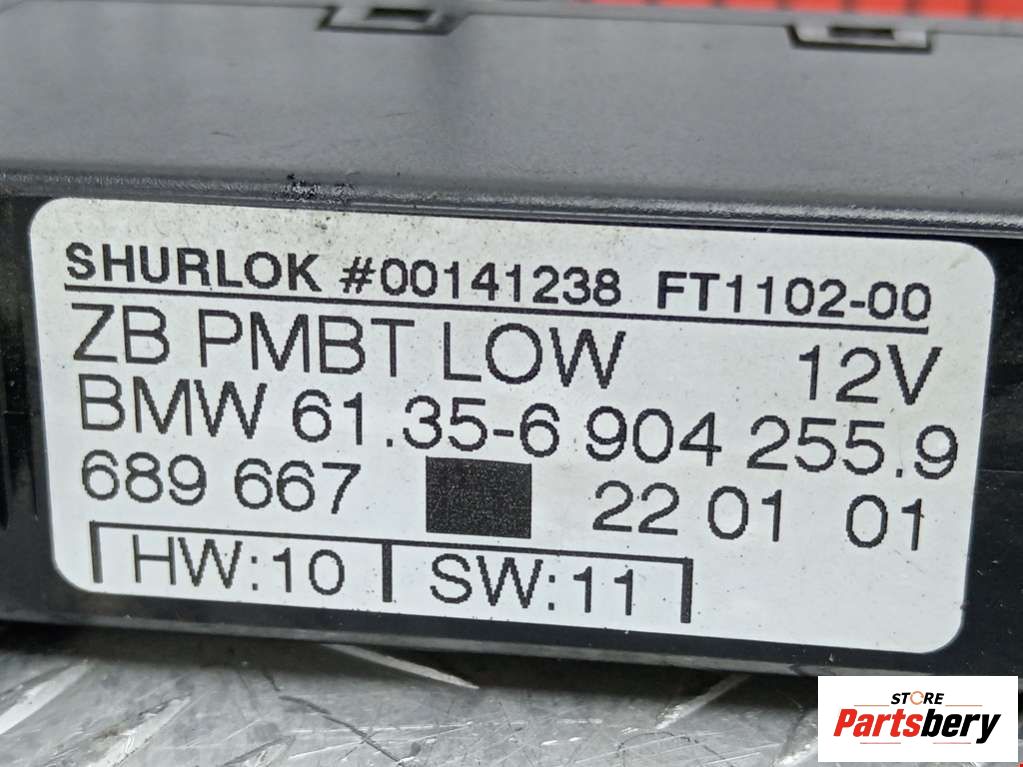 SHURLOK #00141238 FT1102-00
ZB PMBT LOW 12V
BMW 61.35-6 904 255.9
689 667 22 01 01
HW:10 SW:11
STORE
Partsbery